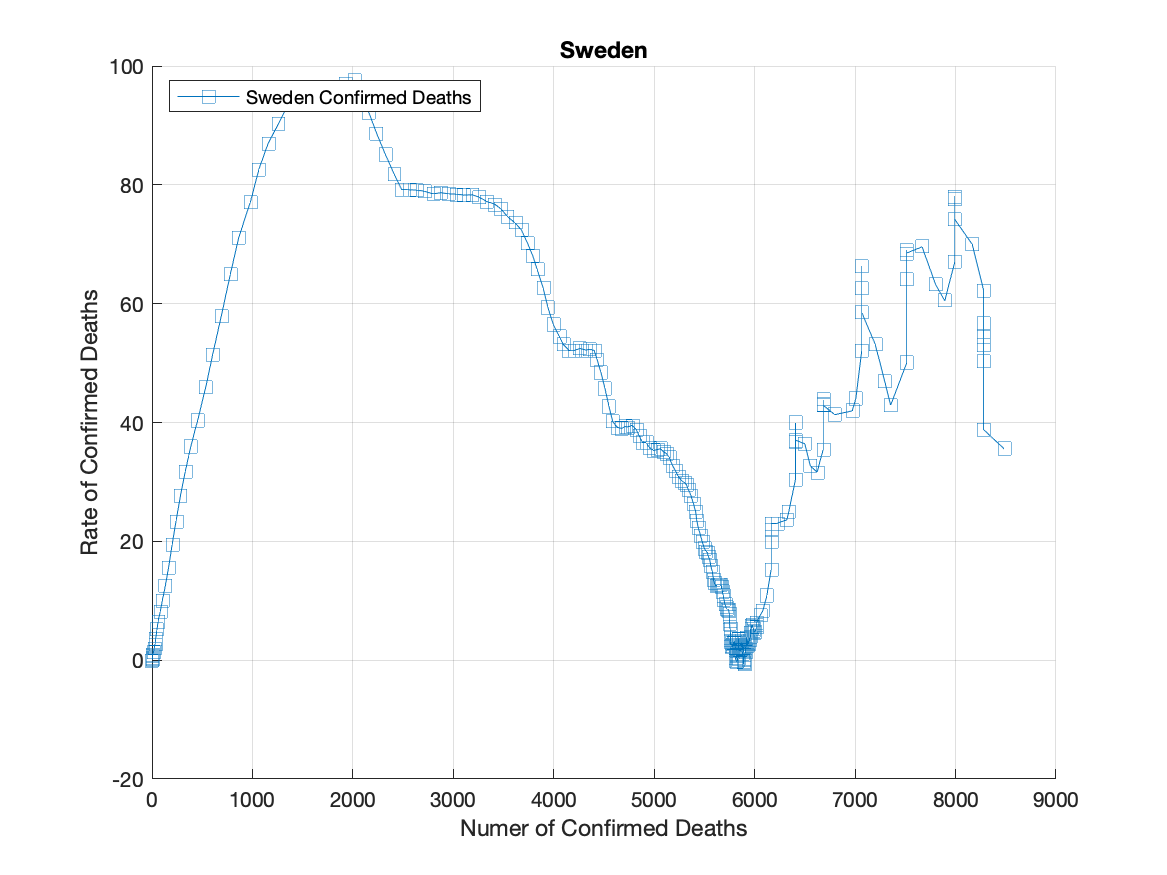 Sweden
100
80
60
40
20
0
-20
Sweden Confirmed Deaths
Rate of Confirmed Deaths
0 1000 2000 3000 4000 5000 6000 7000 8000 9000
Numer of Confirmed Deaths